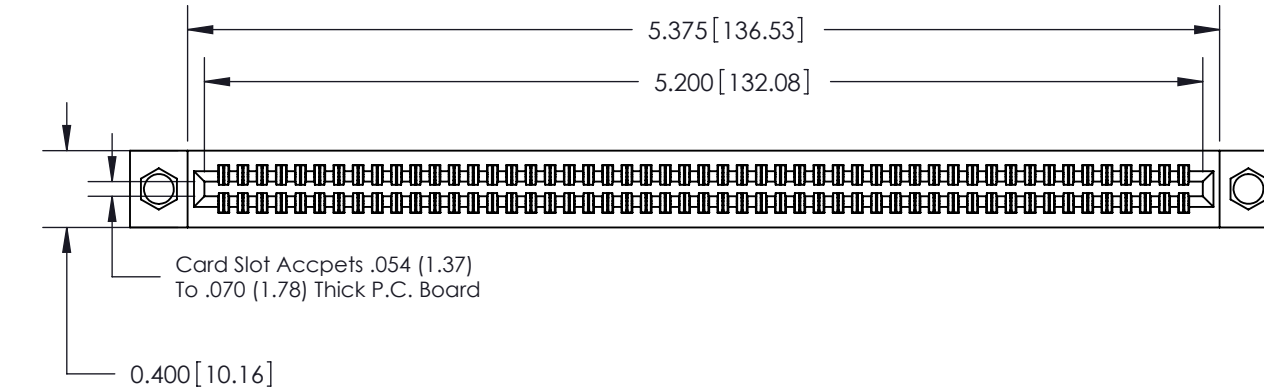 5.375[136.53]
5.200[132.08]
Card Slot Accpets .054 (1.37)
To .070 (1.78) Thick P.C. Board
0.400[10.16]